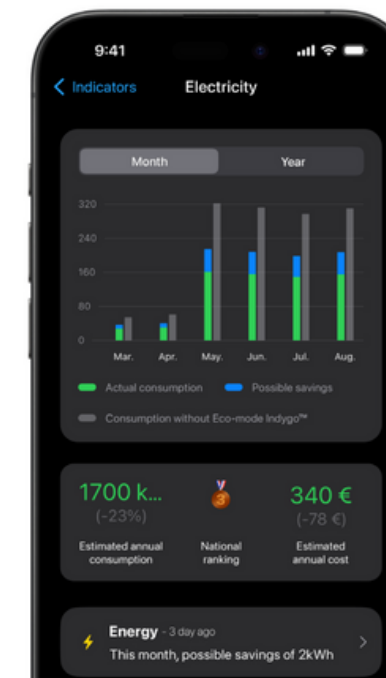 9:41
Indicators Electricity
Month Year
320
240
160
80
0
Mar. Apr. May. Jun. Jul. Aug.
Actual consumption Possible savings
Consumption without Eco-mode Indygo™
1700 k... 3 340 €
(-23%) (-78 €)
Estimated annual National Estimated
consumption ranking annual cost
Energy - 3 day ago
This month, possible savings of 2kWh